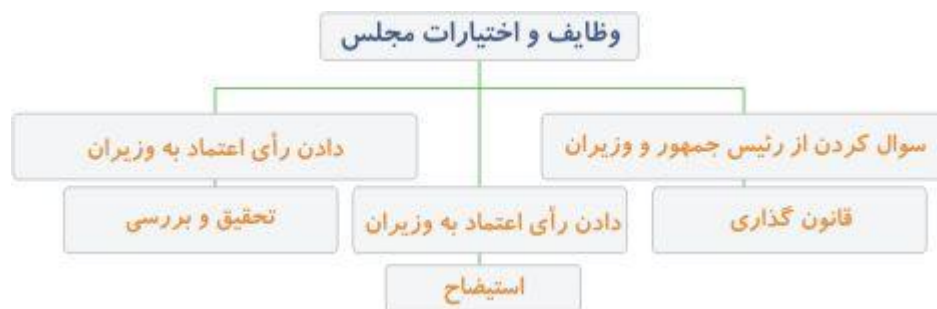 وظایف و اختیارات مجلس
سوال کردن از رئیس جمهور و وزیران
دادن رأی اعتماد به وزیران
قانون گذاری
دادن رأی اعتماد به وزیران
تحقیق و بررسی
استیضاح